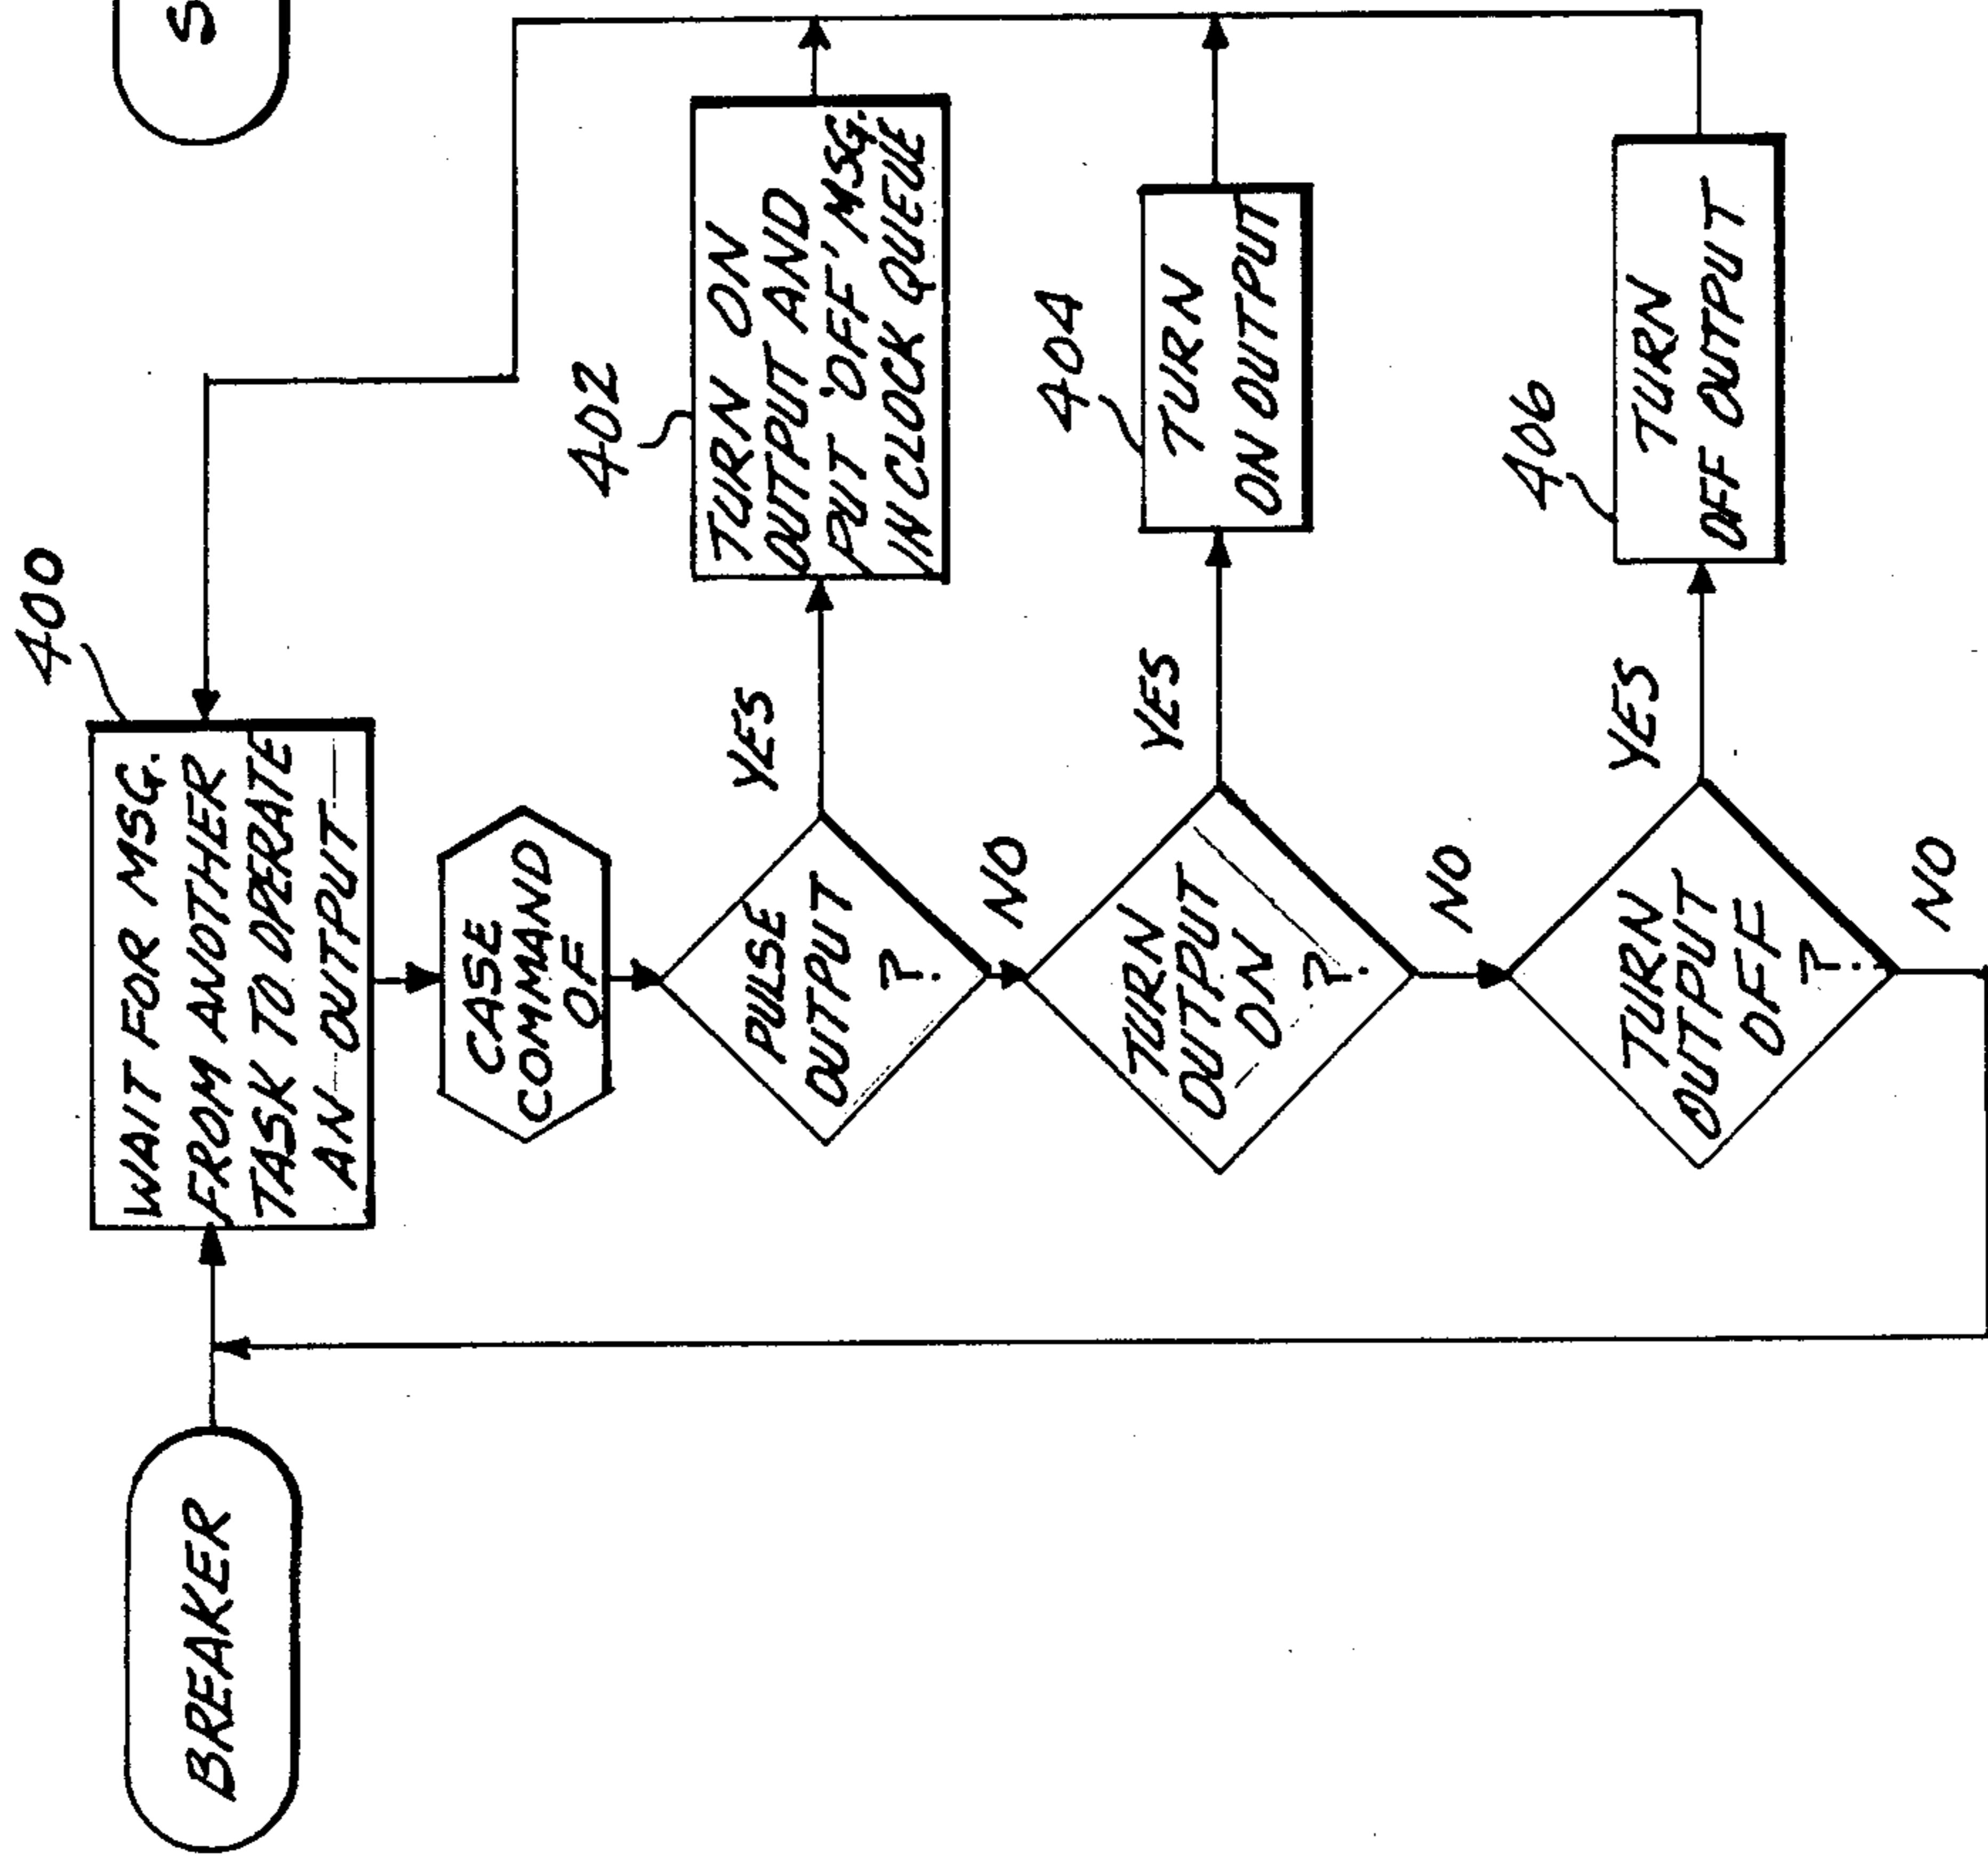 BREAKER
400
WAIT FOR MSG.
FROM ANOTHER
TASK TO OPERATE
AN OUTPUT
CASE
COMMAND
OF
PULSE
OUTPUT
?
YES
NO
402
TURN ON
OUTPUT AND
PUT "OFF" MSG.
IN CLOCK QUEUE
TURN
OUTPUT
ON
?
YES
NO
404
TURN
ON OUTPUT
TURN
OUTPUT
OFF
?
YES
NO
406
TURN
OFF OUTPUT
S